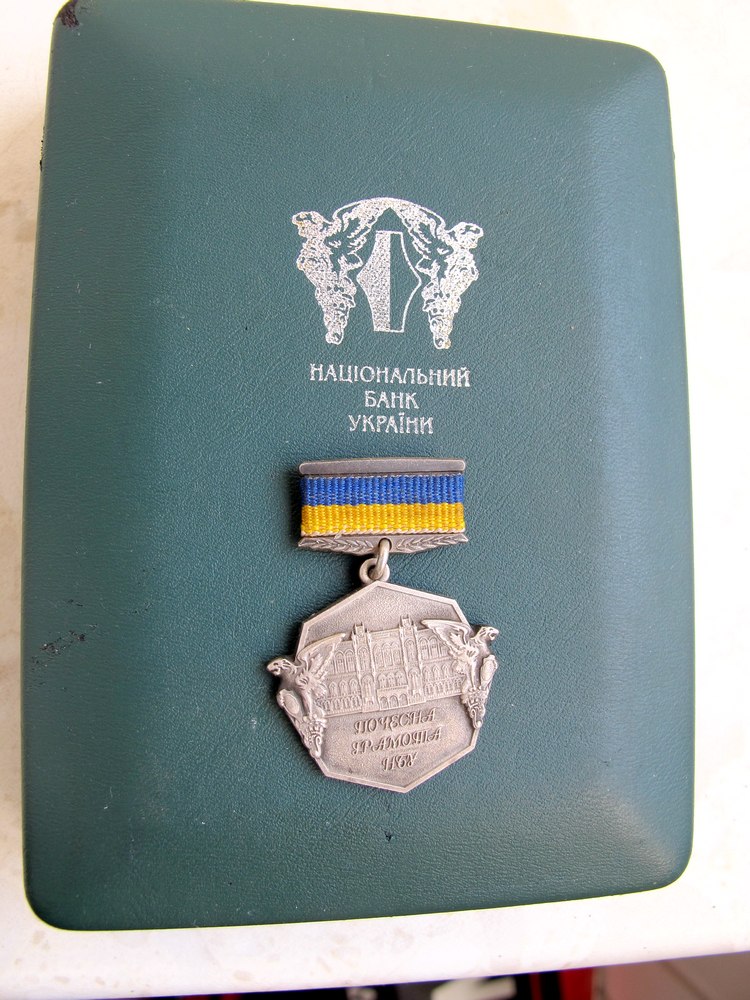 НАЦІОНАЛЬНИЙ
БАНК
УКРАЇНИ
ПОЧЕСНА
ГРАМОТА
НБУ